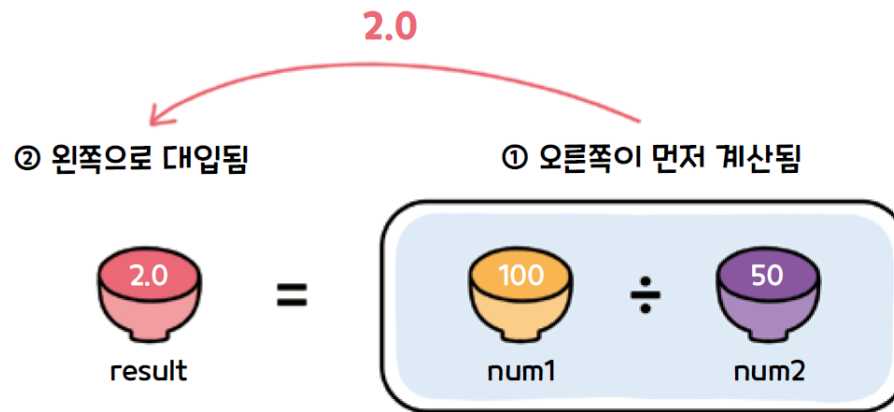 2.0
② 왼쪽으로 대입됨
① 오른쪽이 먼저 계산됨
2.0 = 100 ÷ 50
result num1 num2